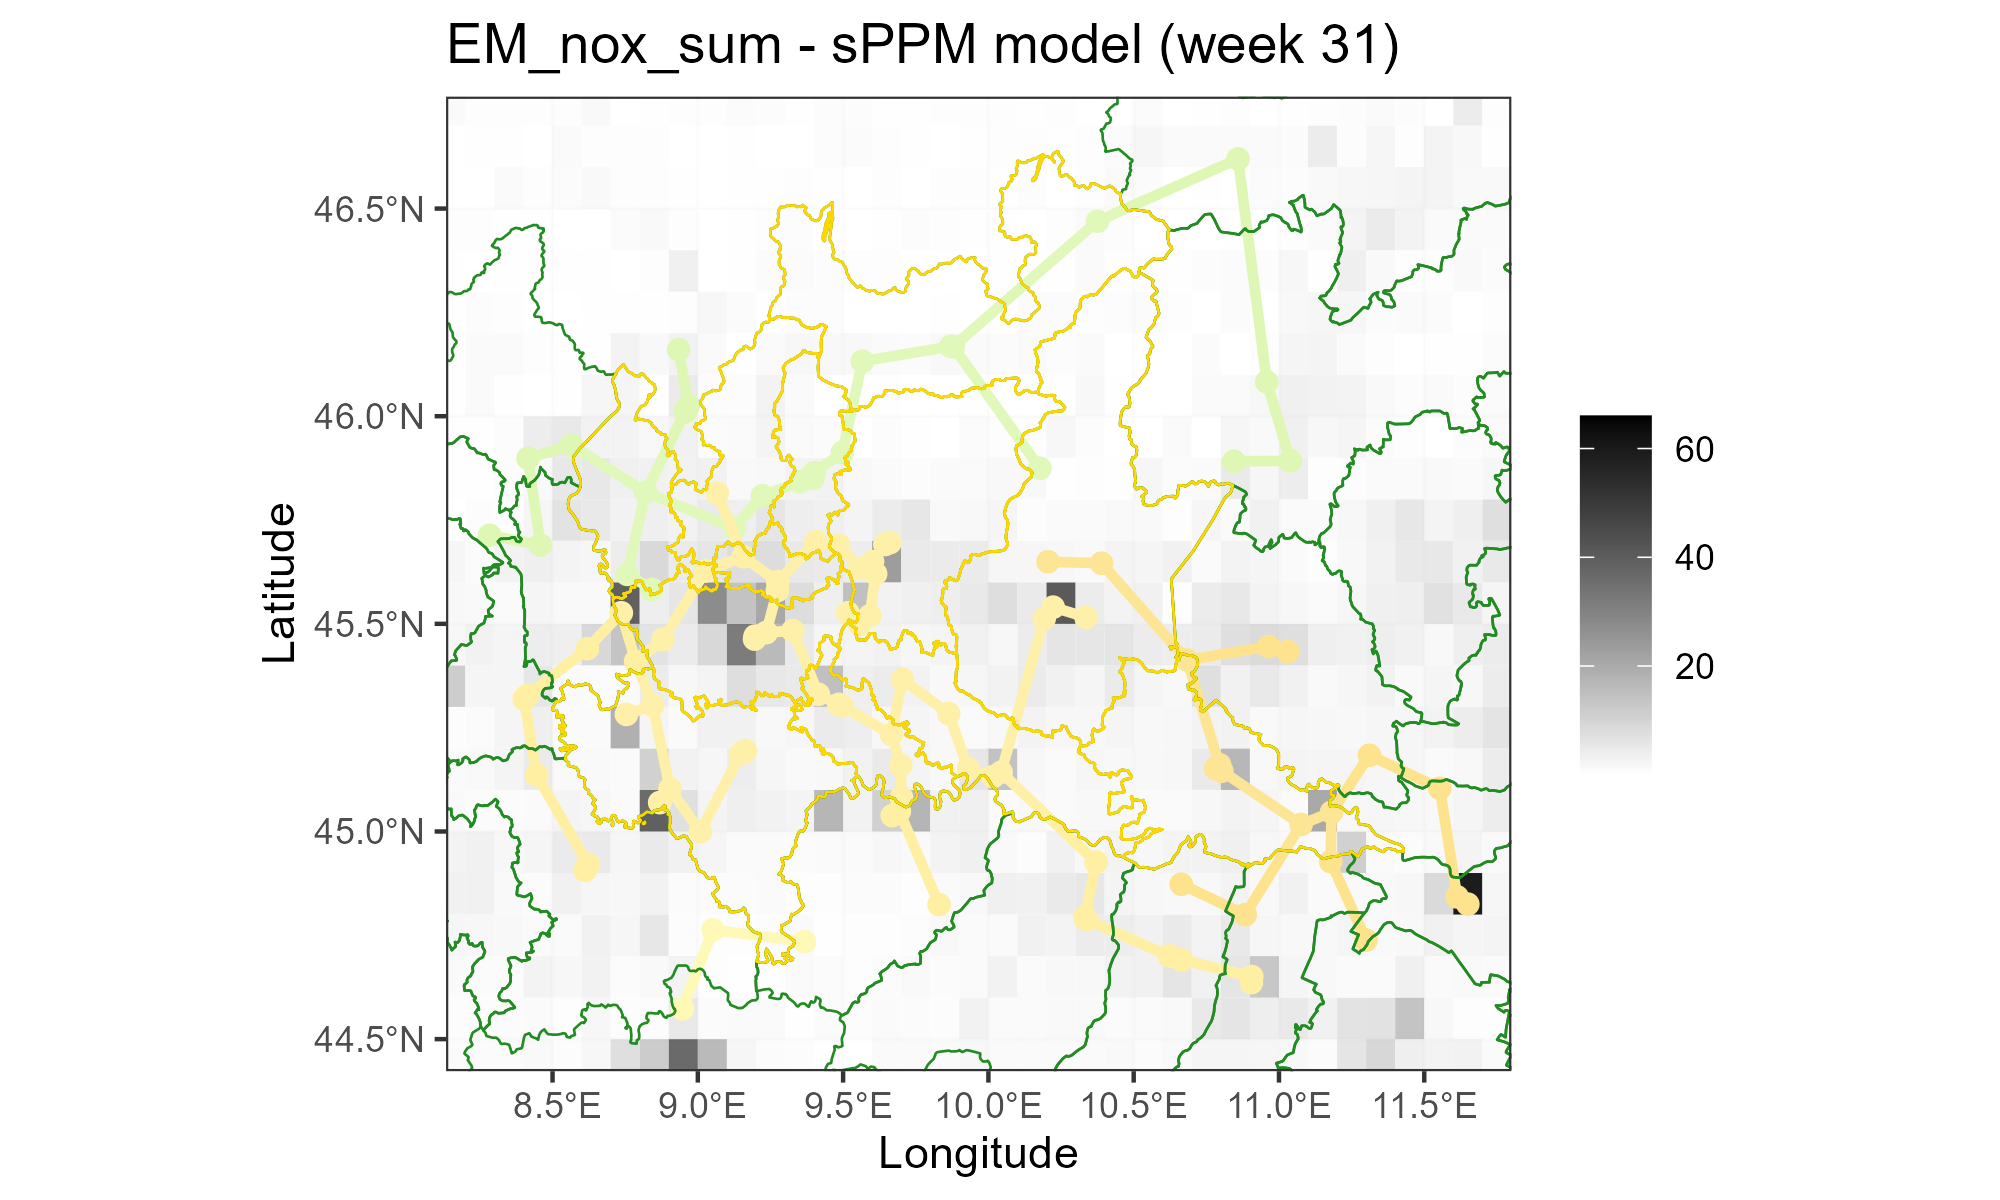 EM_nox_sum - sPPM model (week 31)
46.5°N
46.0°N
45.5°N
45.0°N
44.5°N
Latitude
8.5°E
9.0°E
9.5°E
10.0°E
10.5°E
11.0°E
11.5°E
Longitude
60
40
20